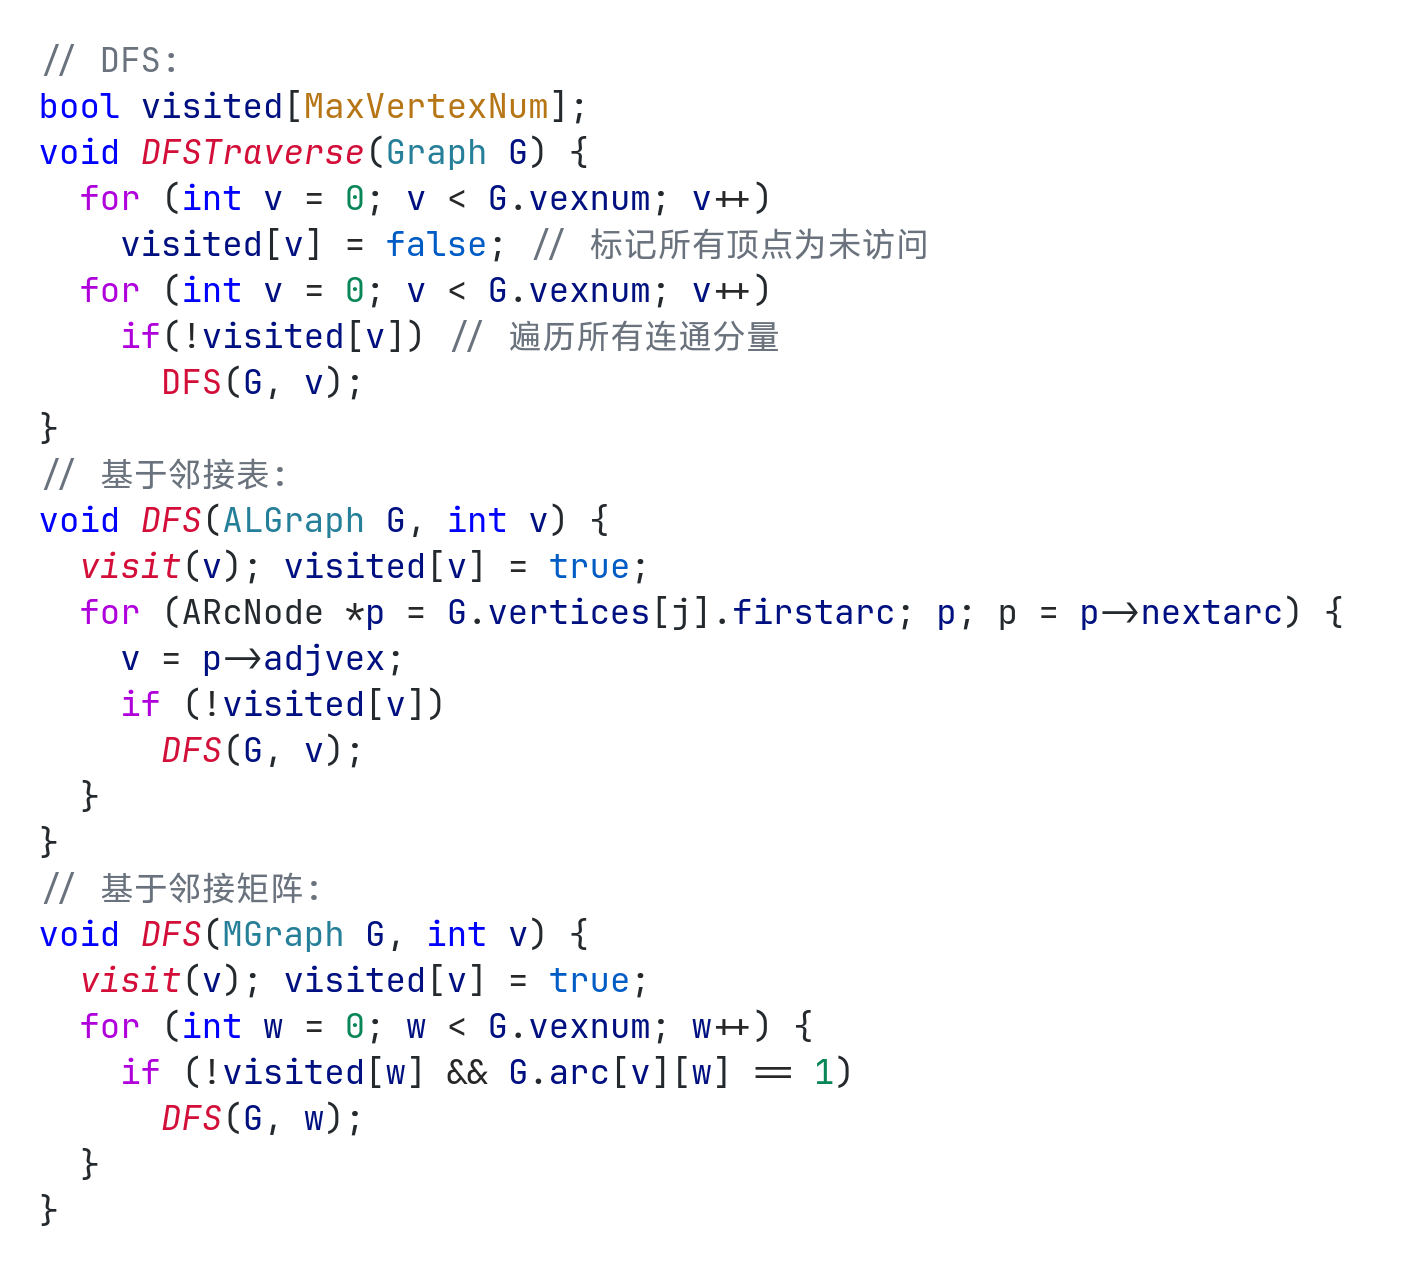 // DFS:
bool visited[MaxVertexNum];
void DFSTraverse(Graph G) {
  for (int v = 0; v < G.vexnum; v++)
    visited[v] = false; // 标记所有顶点为未访问
  for (int v = 0; v < G.vexnum; v++)
    if(!visited[v]) // 遍历所有连通分量
      DFS(G, v);
}
// 基于邻接表:
void DFS(ALGraph G, int v) {
  visit(v); visited[v] = true;
  for (ARcNode *p = G.vertices[j].firstarc; p; p = p->nextarc) {
    v = p->adjvex;
    if (!visited[v])
      DFS(G, v);
  }
}
// 基于邻接矩阵:
void DFS(MGraph G, int v) {
  visit(v); visited[v] = true;
  for (int w = 0; w < G.vexnum; w++) {
    if (!visited[w] && G.arc[v][w] == 1)
      DFS(G, w);
  }
}